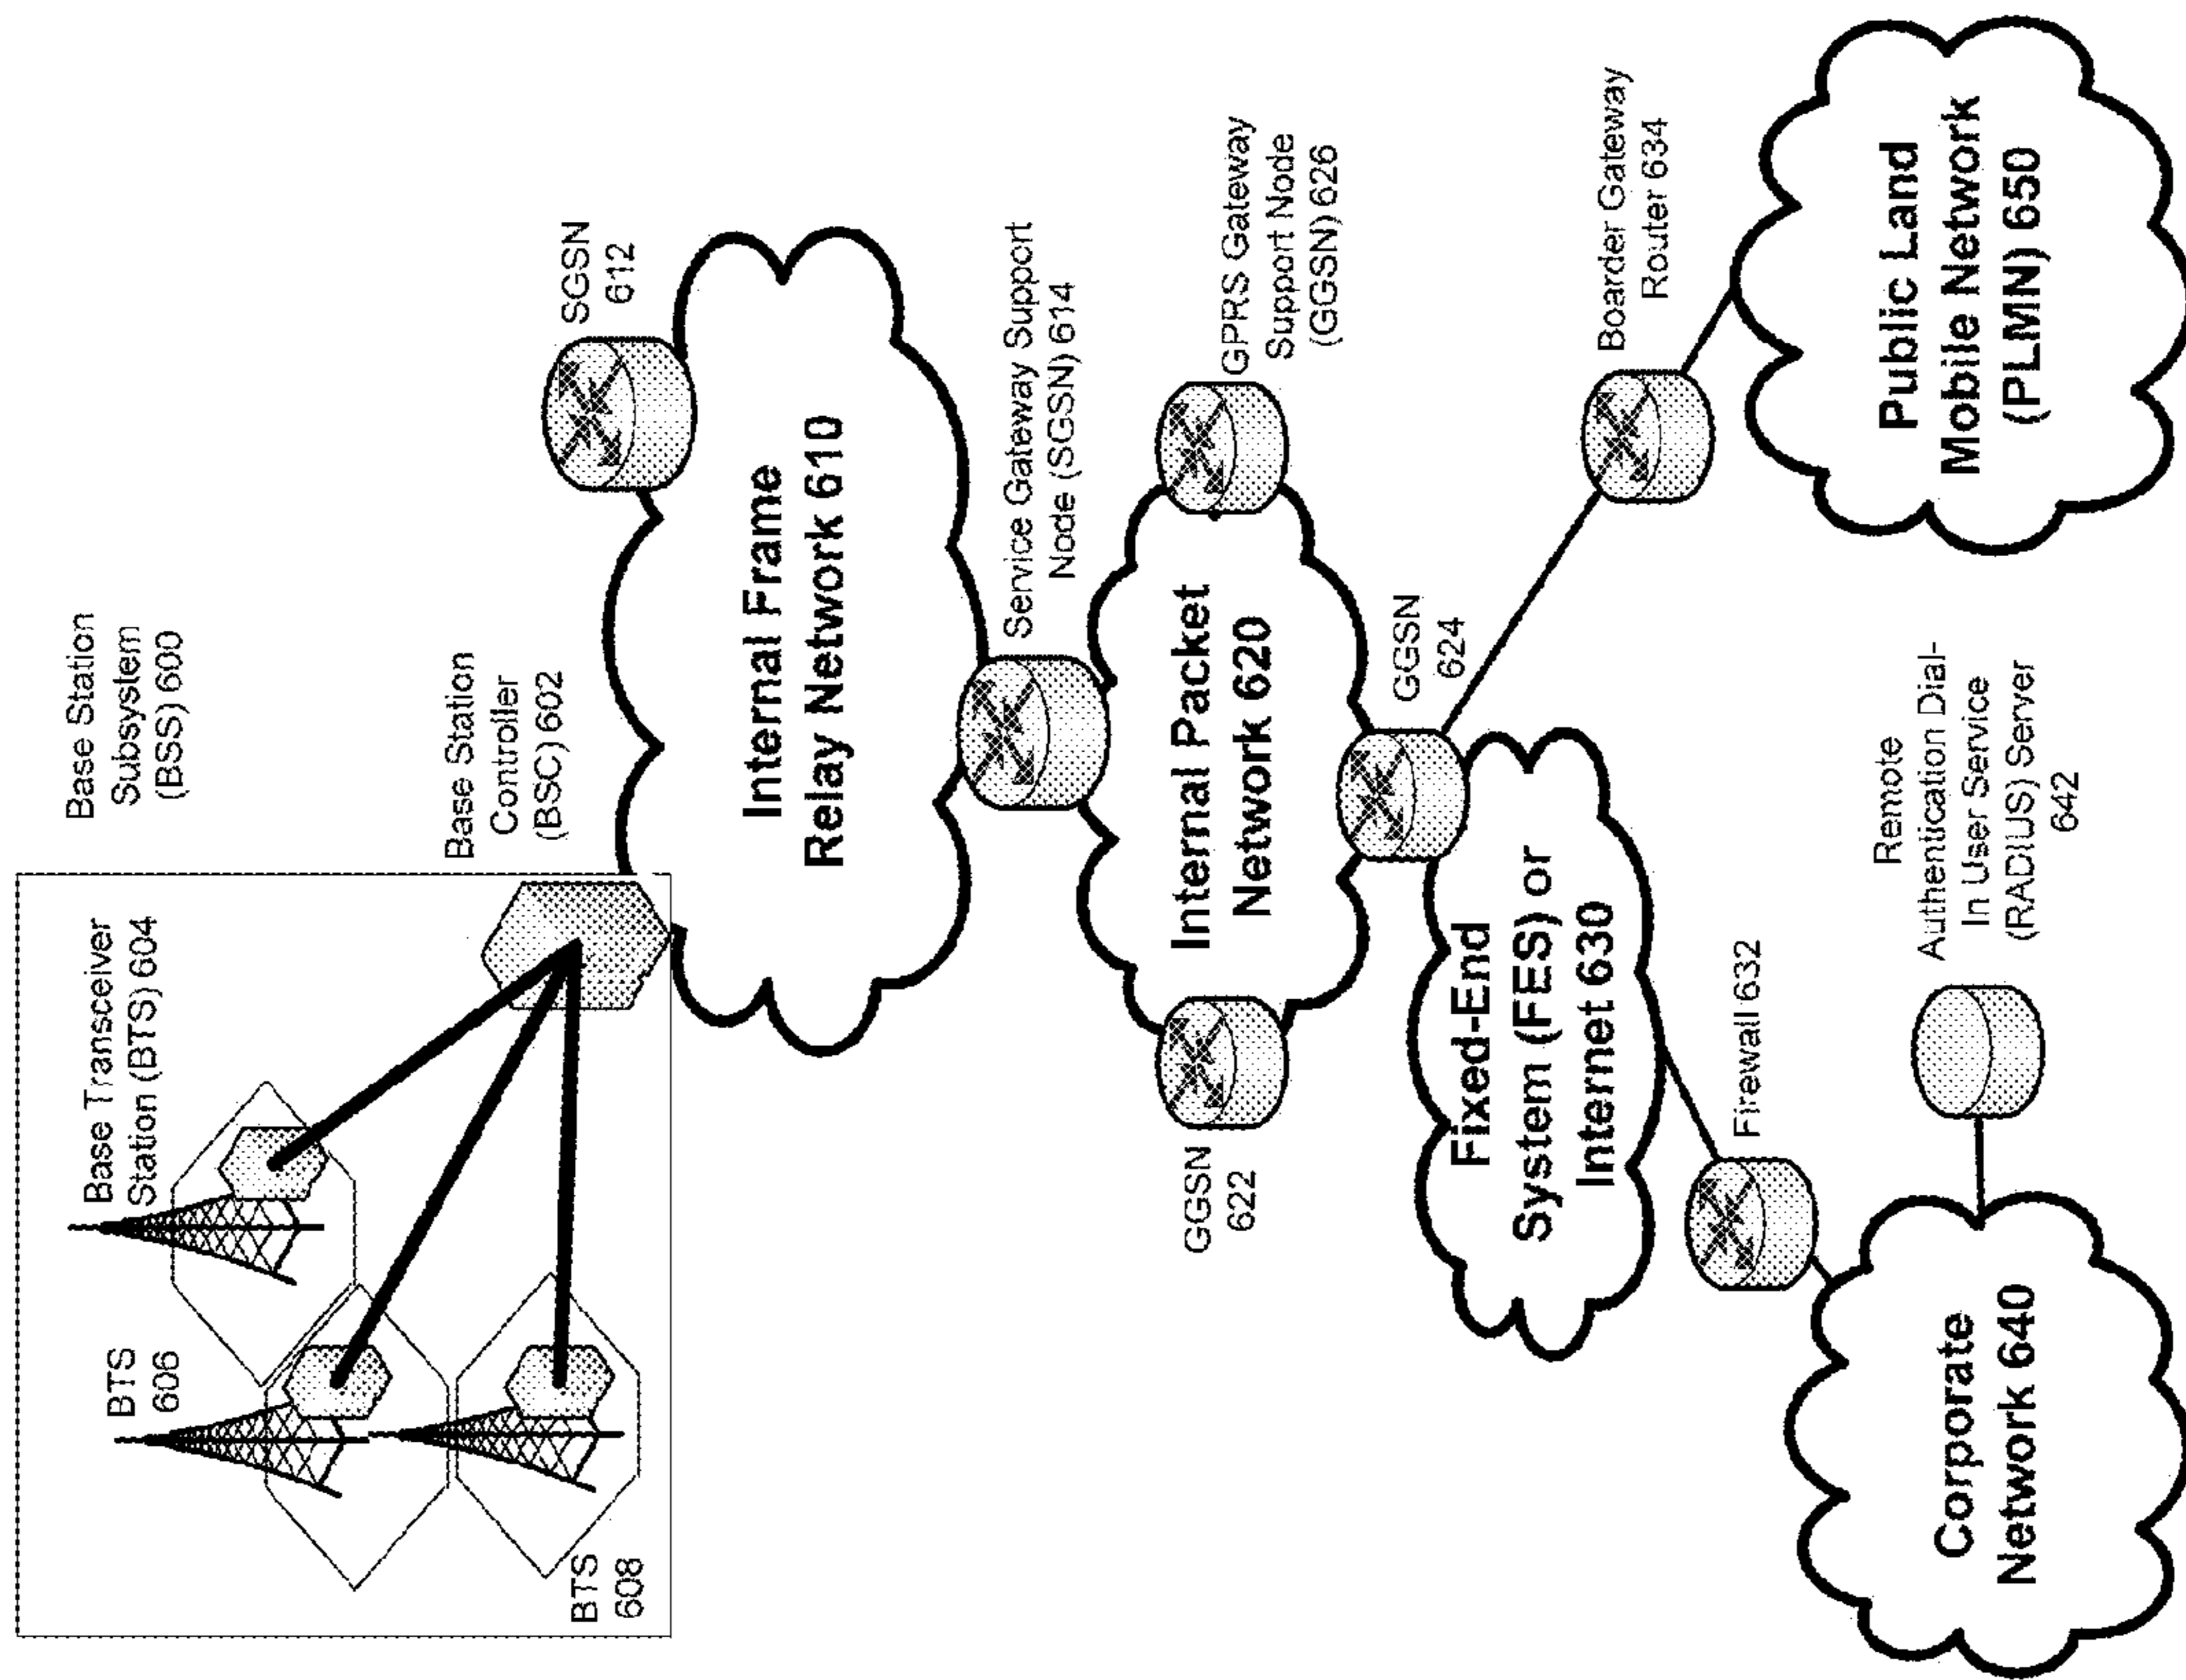 Base Station
Subsystem
(BSS) 600
Base Transceiver
Station (BTS) 604
BTS
606
BTS
608
Base Station
Controller
(BSC) 602
SGSN
612
Internal Frame
Relay Network 610
Service Gateway Support
Node (SGSN) 614
GPRS Gateway
Support Node
(GGSN) 626
Internal Packet
Network 620
GGSN
622
GGSN
624
Fixed-End
System (FES) or
Internet 630
Boarder Gateway
Router 634
Firewall 632
Remote
Authentication Dial-
In User Service
(RADIUS) Server
642
Public Land
Mobile Network
(PLMN) 650
Corporate
Network 640